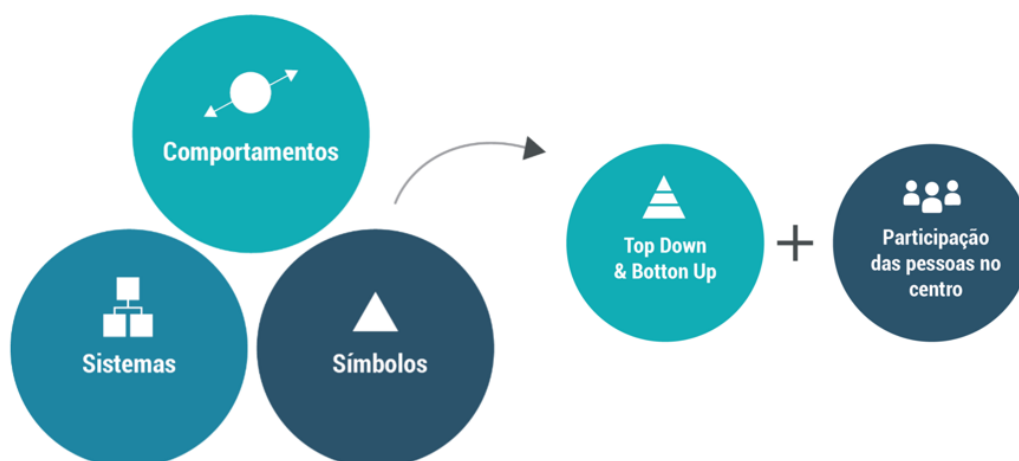 Comportamentos
Sistemas
Símbolos
Top Down
& Botton Up
Participação
das pessoas no
centro